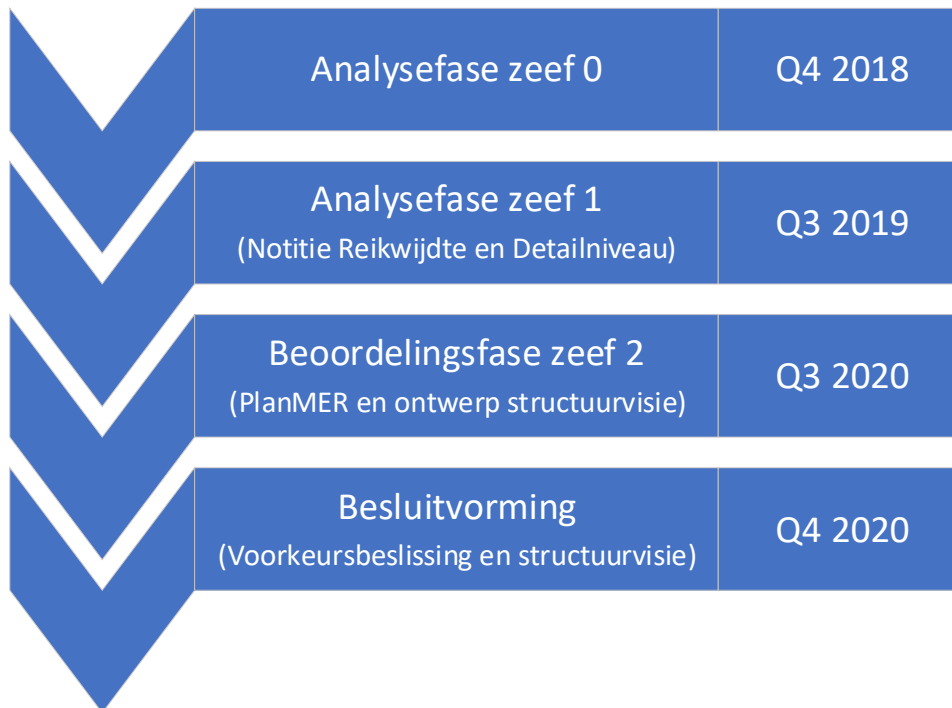 Analysefase zeef 0
Q4 2018
Analysefase zeef 1
(Notitie Reikwijdte en Detailniveau)
Q3 2019
Beoordelingsfase zeef 2
(PlanMER en ontwerp structuurvisie)
Q3 2020
Besluitvorming
(Voorkeursbeslissing en structuurvisie)
Q4 2020